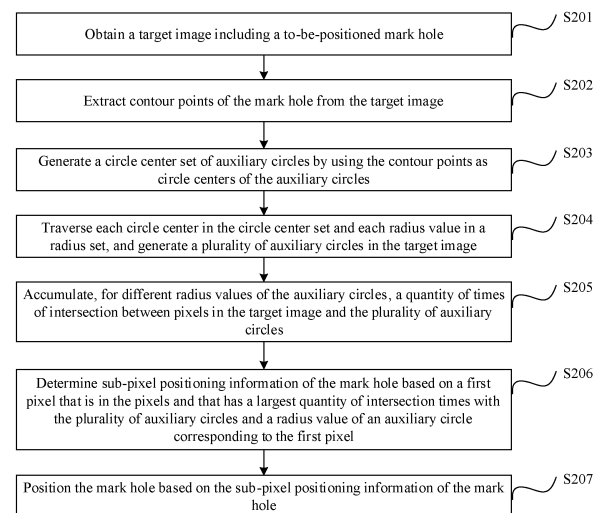 S201
Obtain a target image including a to-be-positioned mark hole
S202
Extract contour points of the mark hole from the target image
S203
Generate a circle center set of auxiliary circles by using the contour points as
circle centers of the auxiliary circles
S204
Traverse each circle center in the circle center set and each radius value in a
radius set, and generate a plurality of auxiliary circles in the target image
S205
Accumulate, for different radius values of the auxiliary circles, a quantity of times
of intersection between pixels in the target image and the plurality of auxiliary
circles
S206
Determine sub-pixel positioning information of the mark hole based on a first
pixel that is in the pixels and that has a largest quantity of intersection times with
the plurality of auxiliary circles and a radius value of an auxiliary circle
corresponding to the first pixel
S207
Position the mark hole based on the sub-pixel positioning information of the mark
hole